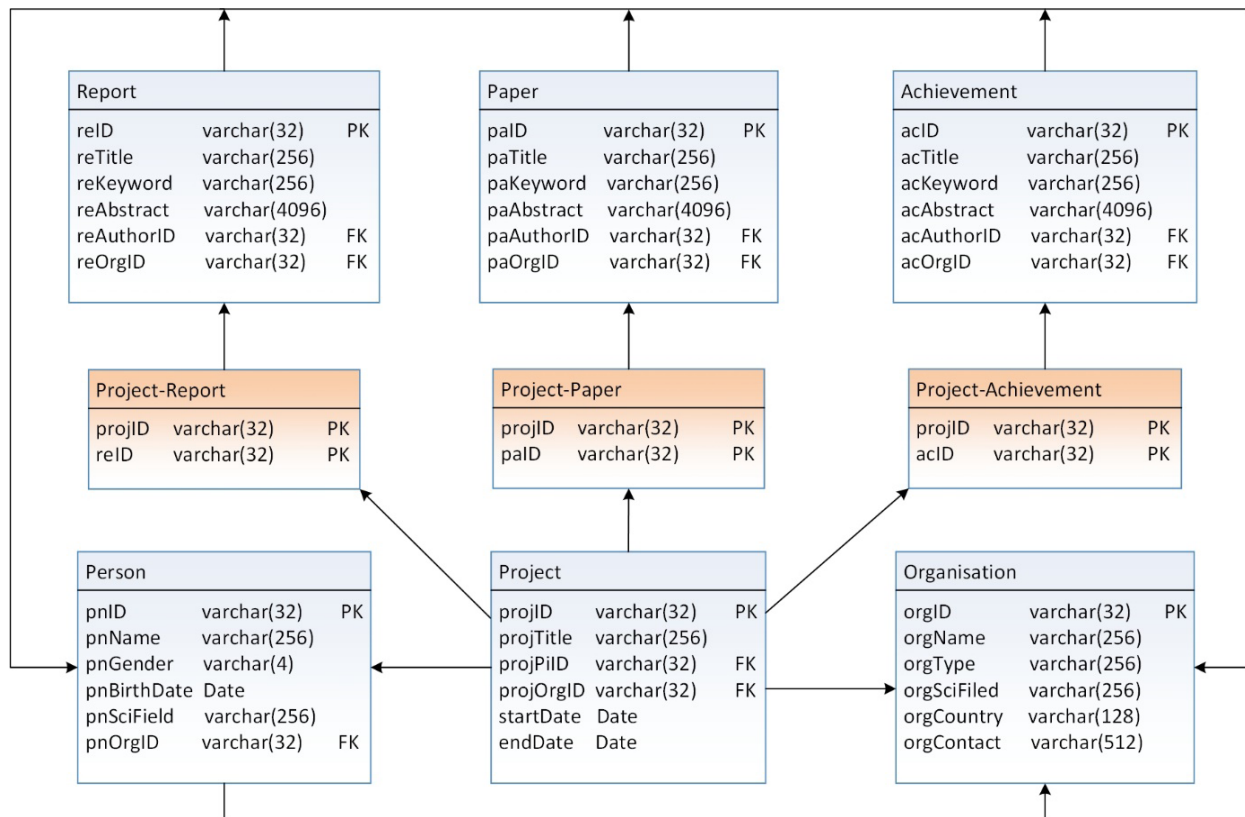 Report
reID varchar(32) PK
reTitle varchar(256)
reKeyword varchar(256)
reAbstract varchar(4096)
reAuthorID varchar(32) FK
reOrgID varchar(32) FK
Paper
paID varchar(32) PK
paTitle varchar(256)
paKeyword varchar(256)
paAbstract varchar(4096)
paAuthorID varchar(32) FK
paOrgID varchar(32) FK
Achievement
acID varchar(32) PK
acTitle varchar(256)
acKeyword varchar(256)
acAbstract varchar(4096)
acAuthorID varchar(32) FK
acOrgID varchar(32) FK
Project-Report
projID varchar(32) PK
reID varchar(32) PK
Project-Paper
projID varchar(32) PK
paID varchar(32) PK
Project-Achievement
projID varchar(32) PK
acID varchar(32) PK
Person
pnID varchar(32) PK
pnName varchar(256)
pnGender varchar(4)
pnBirthDate Date
pnSciField varchar(256)
pnOrgID varchar(32) FK
Project
projID varchar(32) PK
projTitle varchar(256)
projPiID varchar(32) FK
projOrgID varchar(32) FK
startDate Date
endDate Date
Organisation
orgID varchar(32) PK
orgName varchar(256)
orgType varchar(256)
orgSciFiled varchar(256)
orgCountry varchar(128)
orgContact varchar(512)